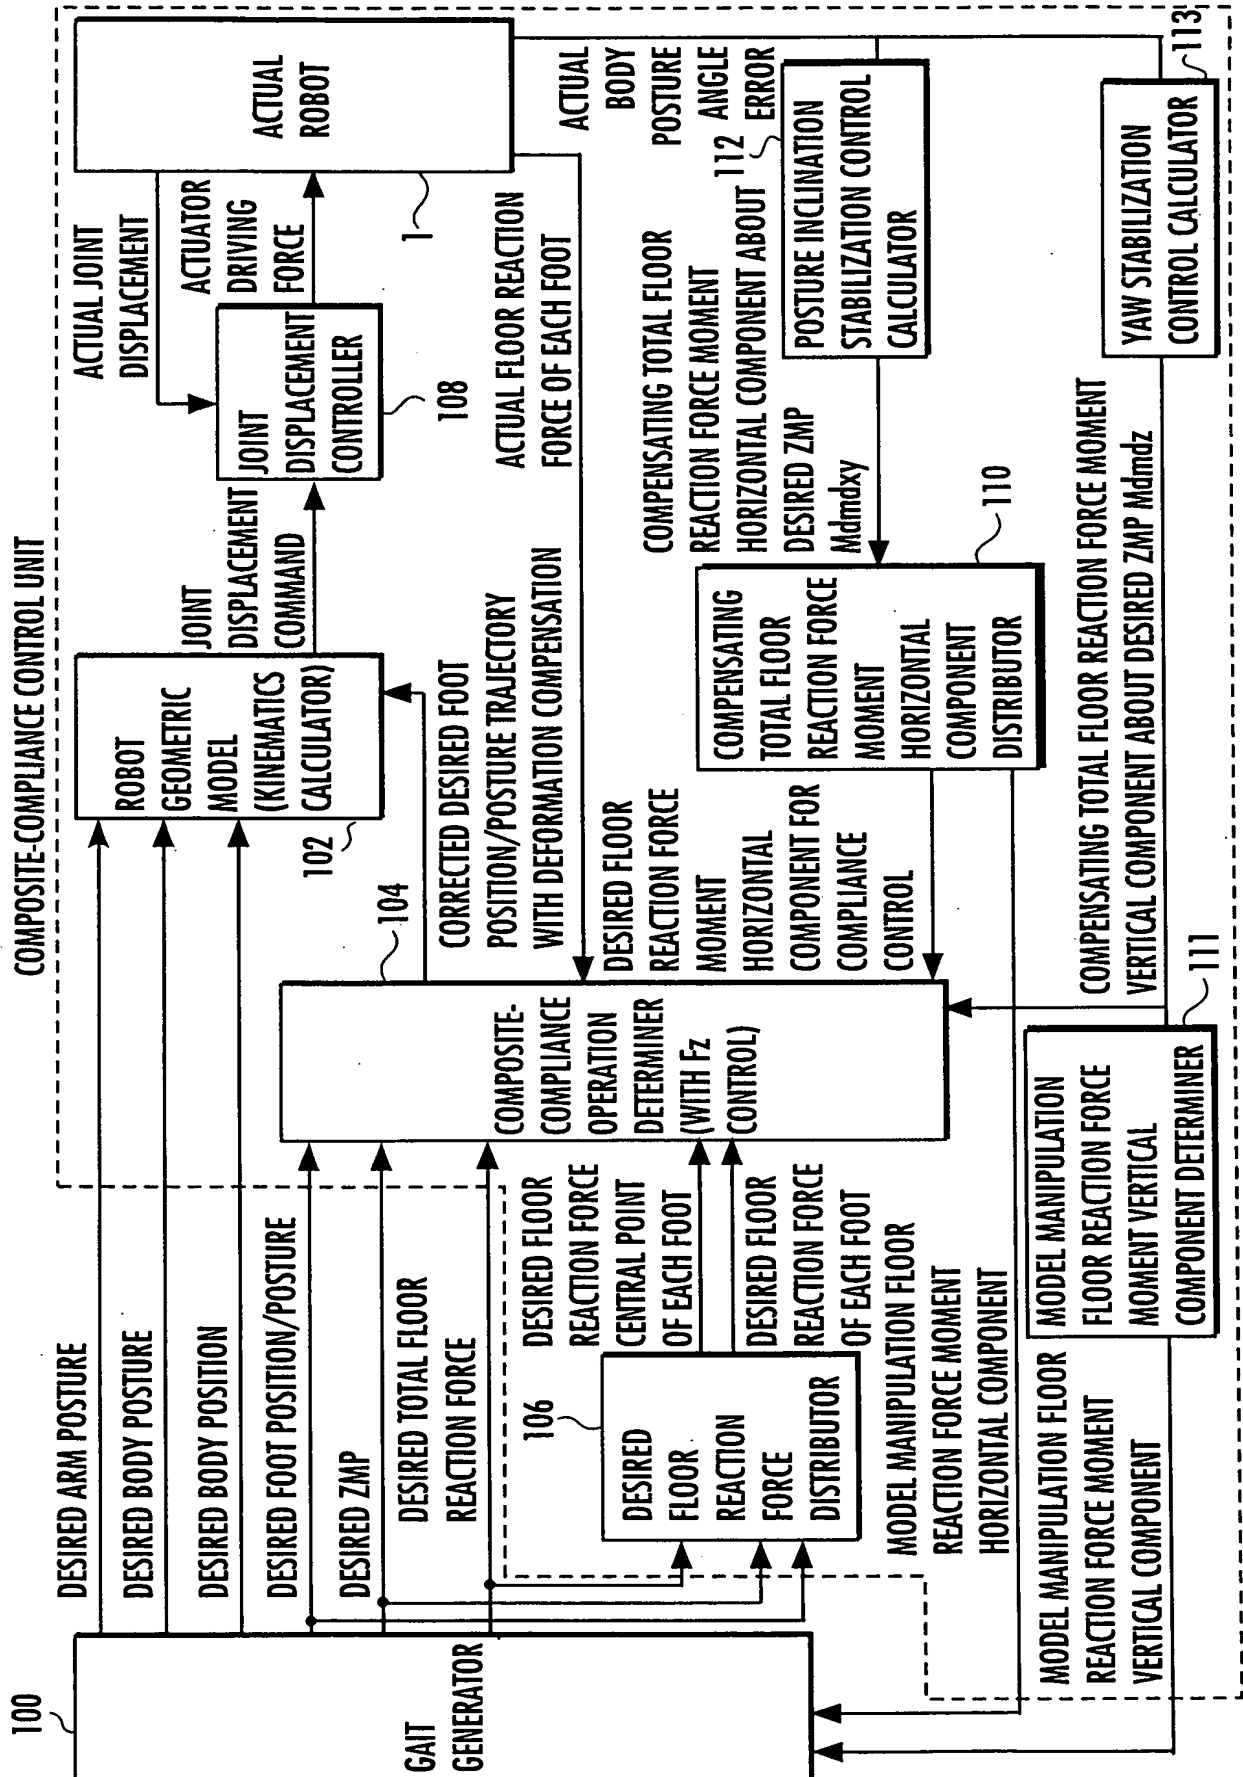 COMPOSITE-COMPLIANCE CONTROL UNIT
100
GAIT
GENERATOR
DESIRED ARM POSTURE
DESIRED BODY POSTURE
DESIRED BODY POSITION
DESIRED FOOT POSITION/POSTURE
DESIRED ZMP
DESIRED TOTAL FLOOR
REACTION FORCE
106
DESIRED
FLOOR
REACTION
FORCE
DISTRIBUTOR
DESIRED FLOOR
REACTION FORCE
CENTRAL POINT
OF EACH FOOT
DESIRED FLOOR
REACTION FORCE
OF EACH FOOT
MODEL MANIPULATION FLOOR
REACTION FORCE MOMENT
HORIZONTAL COMPONENT
MODEL MANIPULATION FLOOR
REACTION FORCE MOMENT
VERTICAL COMPONENT
102
ROBOT
GEOMETRIC
MODEL
(KINEMATICS
CALCULATOR)
104
COMPOSITE-
COMPLIANCE
OPERATION
DETERMINER
(WITH Fz
CONTROL)
CORRECTED DESIRED FOOT
POSITION/POSTURE TRAJECTORY
WITH DEFORMATION COMPENSATION
JOINT
DISPLACEMENT
COMMAND
JOINT
DISPLACEMENT
CONTROLLER
108
ACTUAL JOINT
DISPLACEMENT
ACTUATOR
DRIVING
FORCE
ACTUAL
ROBOT
1
ACTUAL FLOOR REACTION
FORCE OF EACH FOOT
ACTUAL
BODY
POSTURE
ANGLE
ERROR
DESIRED FLOOR
REACTION FORCE
MOMENT
HORIZONTAL
COMPONENT FOR
COMPLIANCE
CONTROL
COMPENSATING
TOTAL FLOOR
REACTION FORCE
MOMENT
HORIZONTAL
COMPONENT
DISTRIBUTOR
110
COMPENSATING TOTAL FLOOR
REACTION FORCE MOMENT
HORIZONTAL COMPONENT ABOUT
DESIRED ZMP
Mdmdxy
112
POSTURE INCLINATION
STABILIZATION CONTROL
CALCULATOR
MODEL MANIPULATION
FLOOR REACTION FORCE
MOMENT VERTICAL
COMPONENT DETERMINER
111
COMPENSATING TOTAL FLOOR REACTION FORCE MOMENT
VERTICAL COMPONENT ABOUT DESIRED ZMP Mdmdz
YAW STABILIZATION
CONTROL CALCULATOR
113